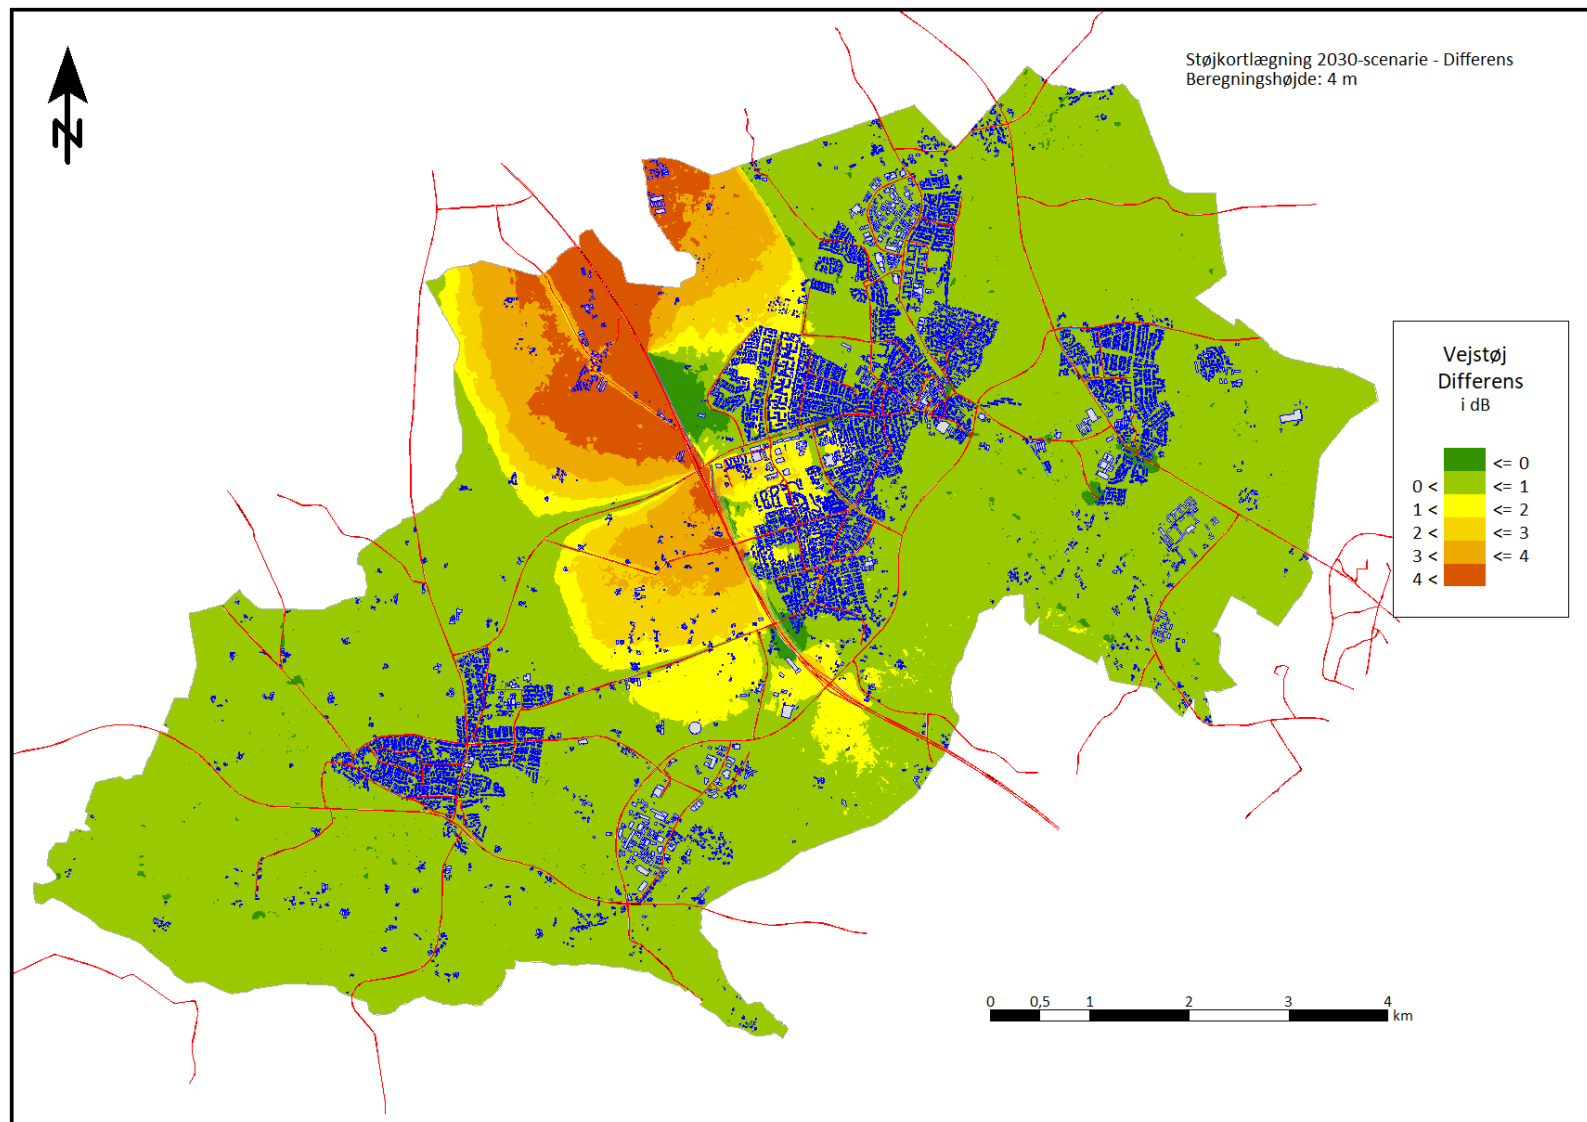 Støjkortlægning 2030-scenarie - Differens
Beregningshøjde: 4 m
N
Vejstøj
Differens
i dB
<= 0
0 < <= 1
1 < <= 2
2 < <= 3
3 < <= 4
4 <
0 0,5 1 2 3 4
km